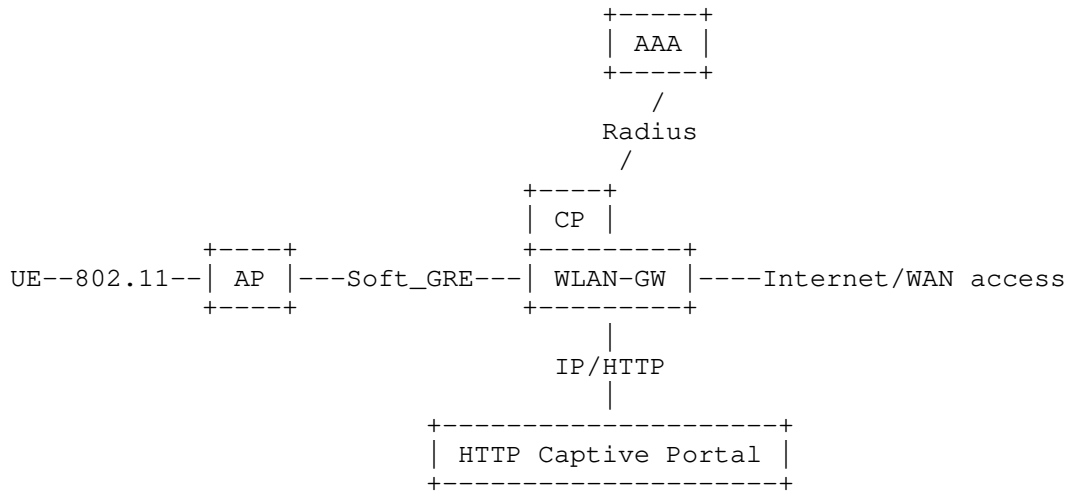 AAA
Radius
CP
UE--802.11--| AP |---Soft_GRE---| WLAN-GW |----Internet/WAN access
IP/HTTP
HTTP Captive Portal